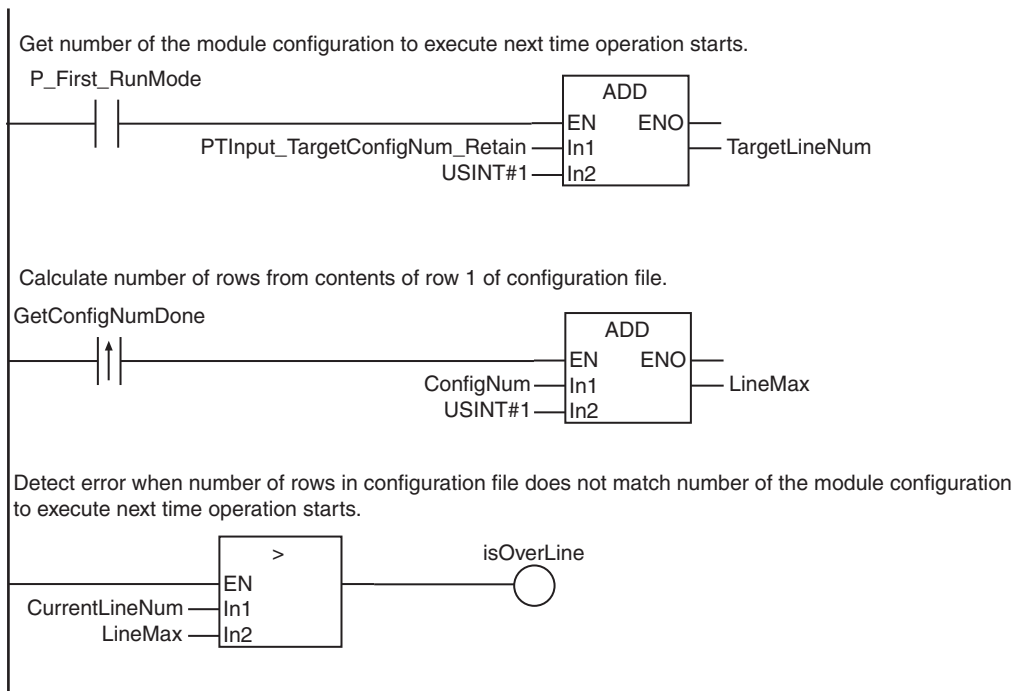 Get number of the module configuration to execute next time operation starts.
P_First_RunMode
ADD
EN ENO
PTInput_TargetConfigNum_Retain In1 TargetLineNum
USINT#1 In2
Calculate number of rows from contents of row 1 of configuration file.
GetConfigNumDone
ADD
EN ENO
ConfigNum In1 LineMax
USINT#1 In2
Detect error when number of rows in configuration file does not match number of the module configuration
to execute next time operation starts.
> isOverLine
EN
CurrentLineNum In1
LineMax In2